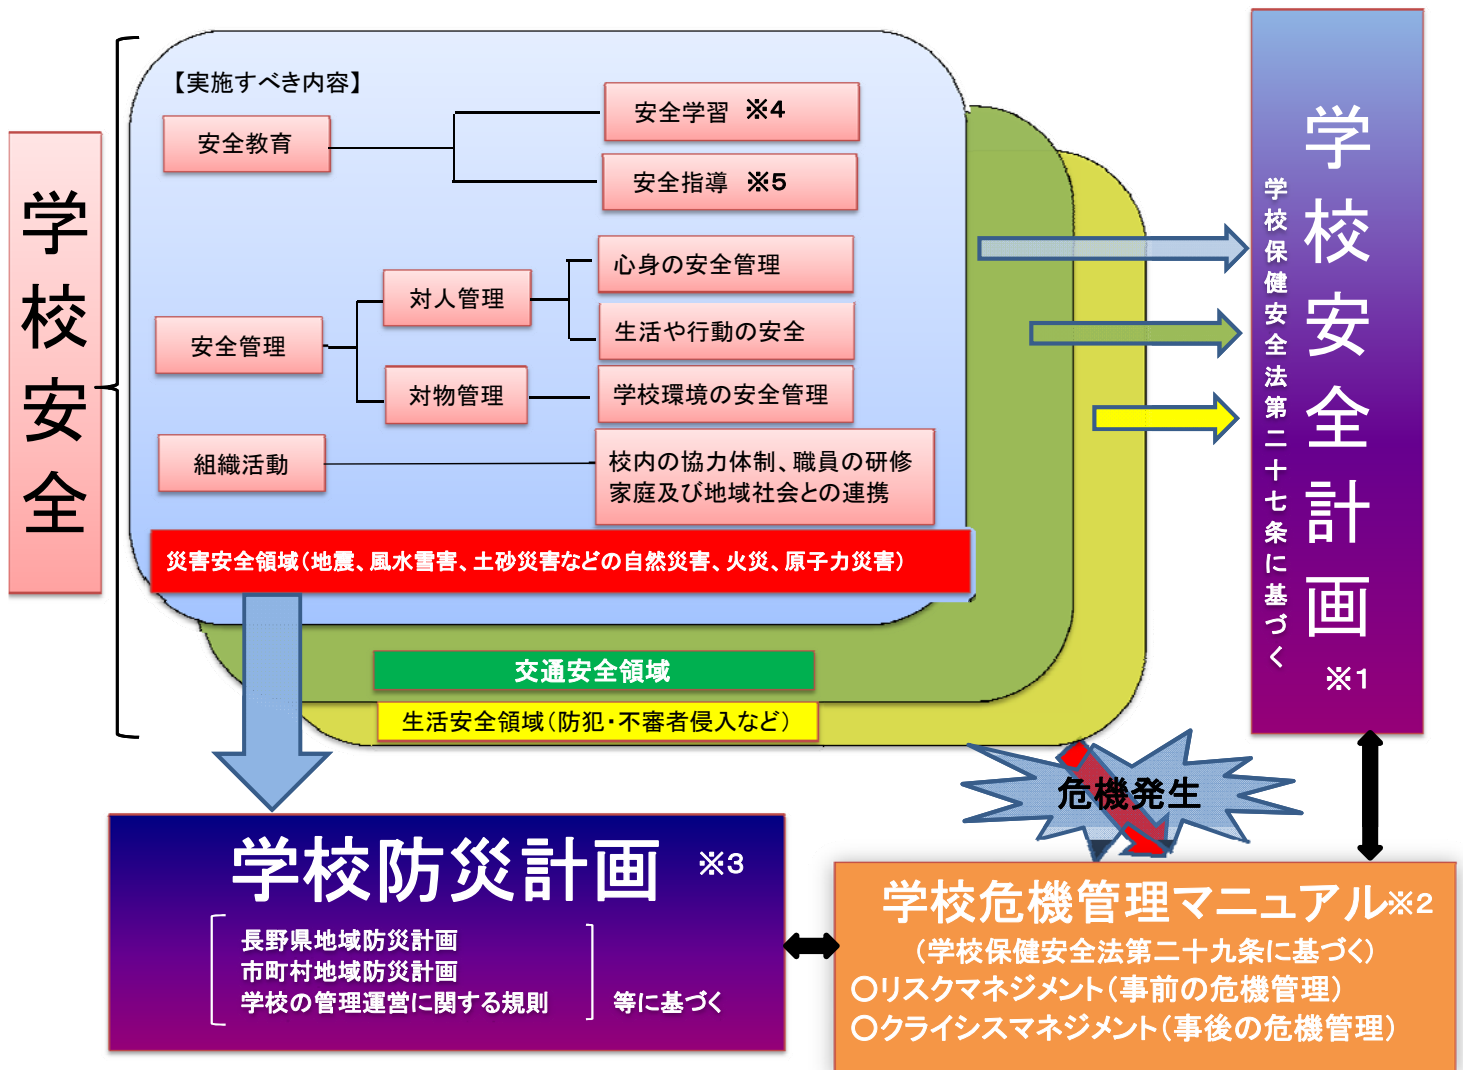 学校安全
【実施すべき内容】
安全教育
安全学習 ※4
安全指導 ※5
安全管理
対人管理
心身の安全管理
生活や行動の安全
対物管理
学校環境の安全管理
組織活動
校内の協力体制、職員の研修
家庭及び地域社会との連携
災害安全領域（地震、風水雪害、土砂災害などの自然災害、火災、原子力災害）
交通安全領域
生活安全領域（防犯・不審者侵入など）
学校安全計画 ※1
学校保健安全法第二十七条に基づく
危機発生
学校防災計画 ※3
長野県地域防災計画
市町村地域防災計画
学校の管理運営に関する規則 等に基づく
学校危機管理マニュアル※2
（学校保健安全法第二十九条に基づく）
○リスクマネジメント（事前の危機管理）
○クライシスマネジメント（事後の危機管理）